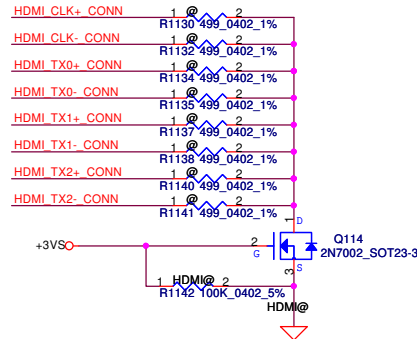 HDMI_CLK+_CONN 1 @ 2
R1130 499_0402_1%
HDMI_CLK-_CONN 1 @ 2
R1132 499_0402_1%
HDMI_TX0+_CONN 1 @ 2
R1134 499_0402_1%
HDMI_TX0-_CONN 1 @ 2
R1135 499_0402_1%
HDMI_TX1+_CONN 1 @ 2
R1137 499_0402_1%
HDMI_TX1-_CONN 1 @ 2
R1138 499_0402_1%
HDMI_TX2+_CONN 1 @ 2
R1140 499_0402_1%
HDMI_TX2-_CONN 1 @ 2
R1141 499_0402_1%
1 D
Q114
+3VS 2 G
2N7002_SOT23-3
3 S
1 HDMI@ 2
R1142 100K_0402_5%
HDMI@